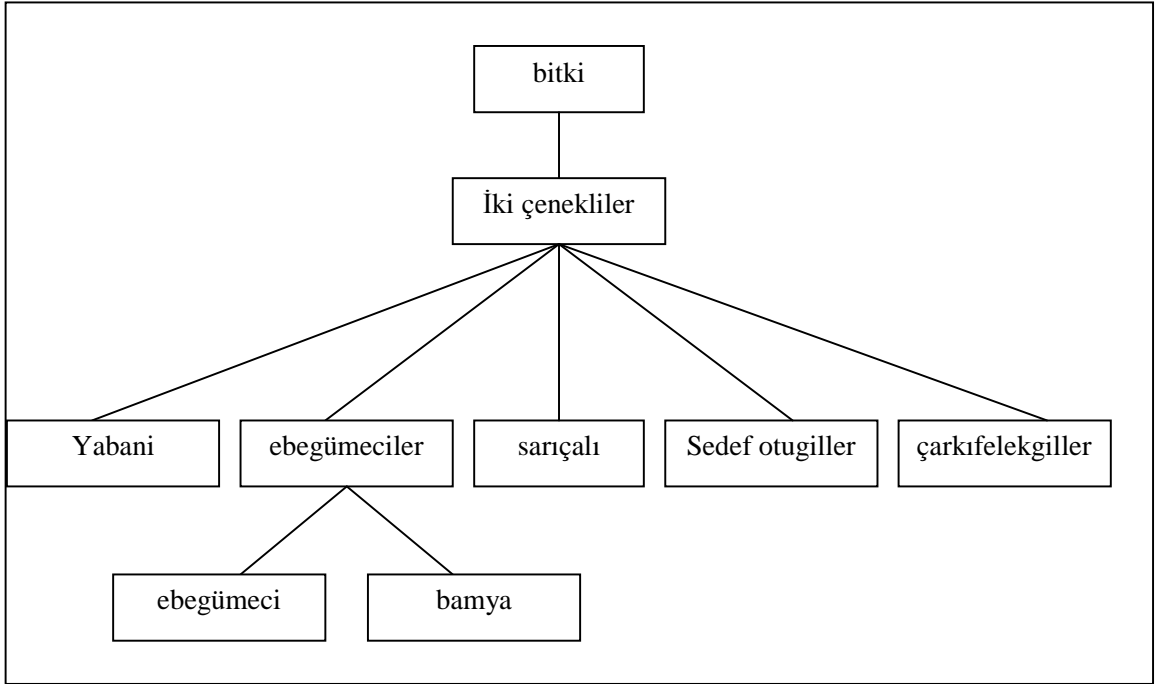 bitki
İki çenekliler
Yabani
ebegümeciler
sarıçalı
Sedef otugiller
çarkıfelekgiller
ebegümeci
bamya